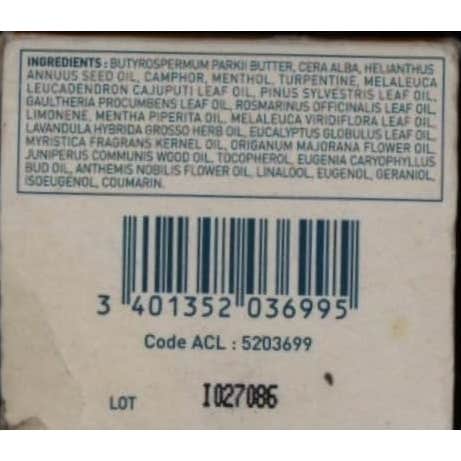 INGREDIENTS : BUTYROSPERMUM PARKII BUTTER, CERA ALBA, HELIANTHUS
ANNUUS SEED OIL, CAMPHOR, MENTHOL, TURPENTINE, MELALEUCA
LEUCADENDRON CAJUPUTI LEAF OIL, PINUS SYLVESTRIS LEAF OIL,
GAULTHERIA PROCUMBENS LEAF OIL, ROSMARINUS OFFICINALIS LEAF OIL,
LIMONENE, MENTHA PIPERITA OIL, MELALEUCA VIRIDIFLORA LEAF OIL,
LAVANDULA HYBRIDA GROSSO HERB OIL, EUCALYPTUS GLOBULUS LEAF OIL,
MYRISTICA FRAGRANS KERNEL OIL, ORIGANUM MAJORANA FLOWER OIL,
JUNIPERUS COMMUNIS WOOD OIL, TOCOPHEROL, EUGENIA CARYOPHYLLUS
BUD OIL, ANTHEMIS NOBILIS FLOWER OIL, LINALOOL, EUGENOL, GERANIOL,
ISOEUGENOL, COUMARIN.
3 401352 036995
Code ACL : 5203699
LOT I027086